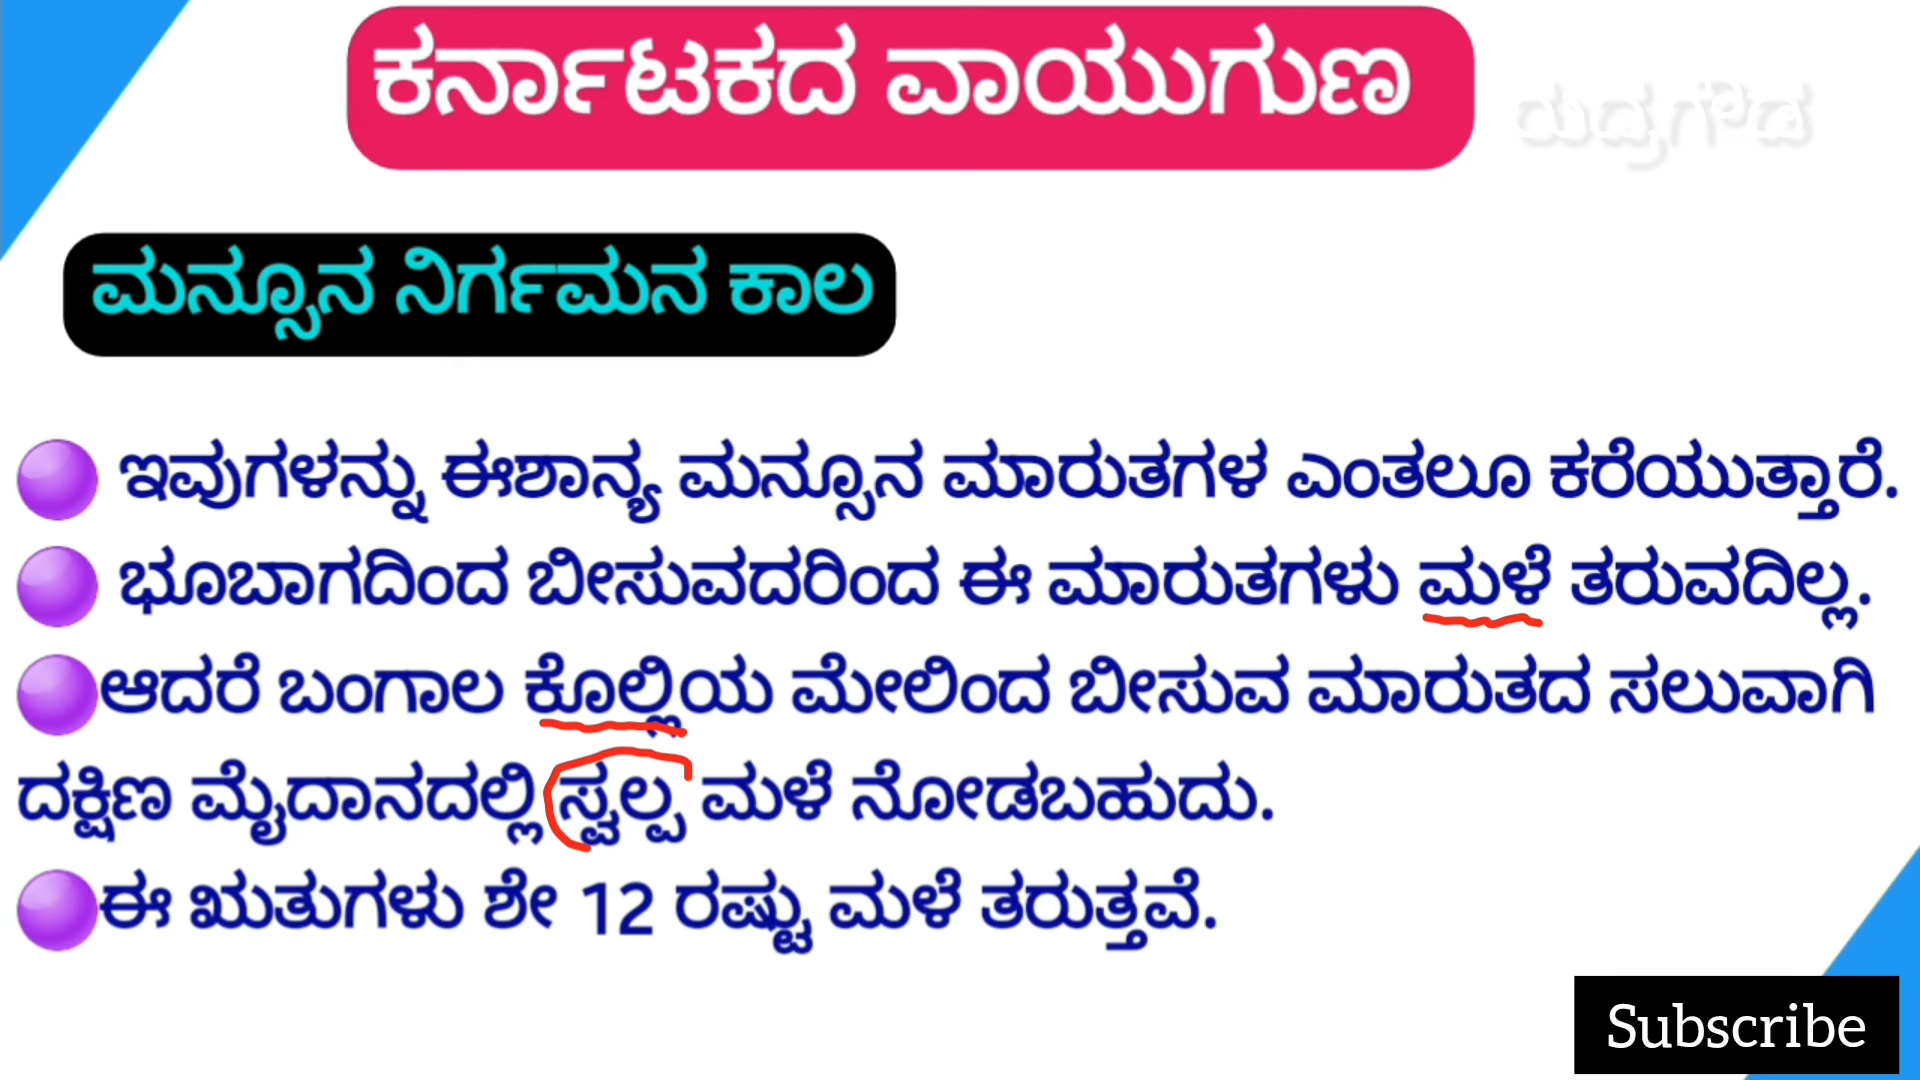 ಕರ್ನಾಟಕದ ವಾಯುಗುಣ
ರುದ್ರಗೌಡ
ಮನ್ಸೂನ ನಿರ್ಗಮನ ಕಾಲ
ಇವುಗಳನ್ನು ಈಶಾನ್ಯ ಮನ್ಸೂನ ಮಾರುತಗಳ ಎಂತಲೂ ಕರೆಯುತ್ತಾರೆ.
ಭೂಬಾಗದಿಂದ ಬೀಸುವದರಿಂದ ಈ ಮಾರುತಗಳು ಮಳೆ ತರುವದಿಲ್ಲ.
ಆದರೆ ಬಂಗಾಲ ಕೊಲ್ಲಿಯ ಮೇಲಿಂದ ಬೀಸುವ ಮಾರುತದ ಸಲುವಾಗಿ
ದಕ್ಷಿಣ ಮೈದಾನದಲ್ಲಿ ಸ್ವಲ್ಪ ಮಳೆ ನೋಡಬಹುದು.
ಈ ಋತುಗಳು ಶೇ 12 ರಷ್ಟು ಮಳೆ ತರುತ್ತವೆ.
Subscribe